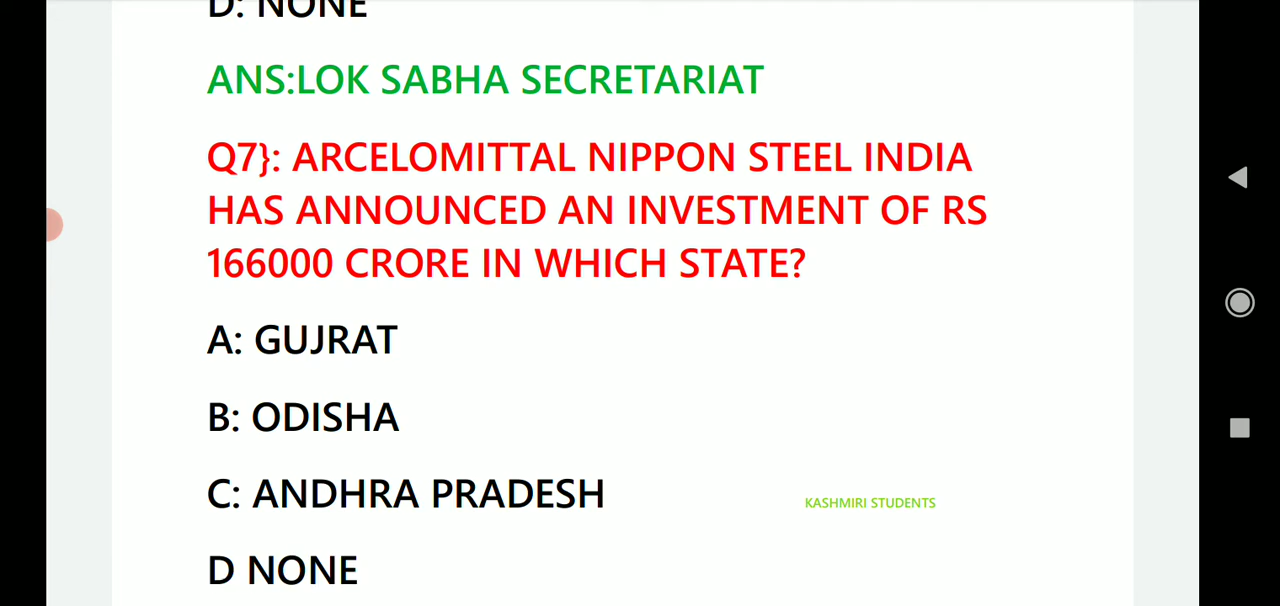 D: NONE
ANS:LOK SABHA SECRETARIAT
Q7}: ARCELOMITTAL NIPPON STEEL INDIA
HAS ANNOUNCED AN INVESTMENT OF RS
166000 CRORE IN WHICH STATE?
A: GUJRAT
B: ODISHA
C: ANDHRA PRADESH
KASHMIRI STUDENTS
D NONE